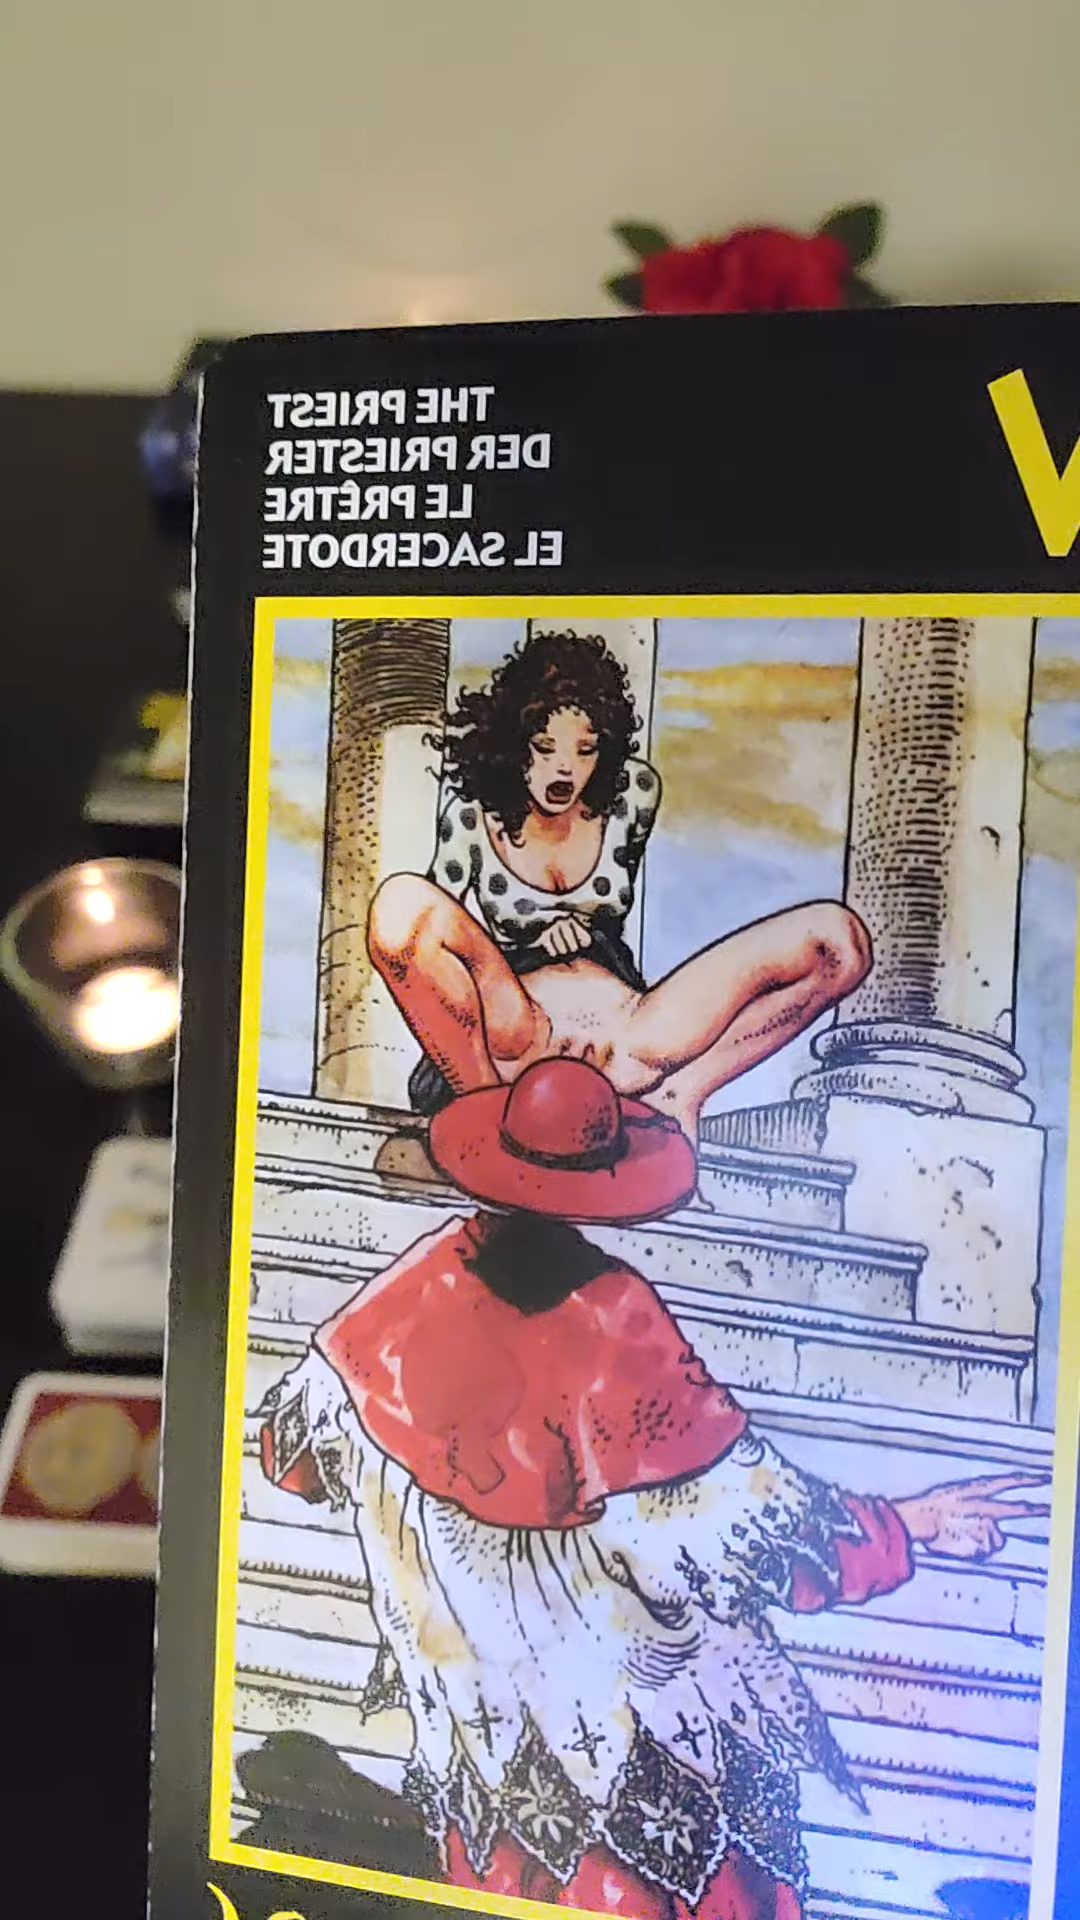 THE PRIEST
DER PRIESTER
LE PRÊTRE
EL SACERDOTE
V